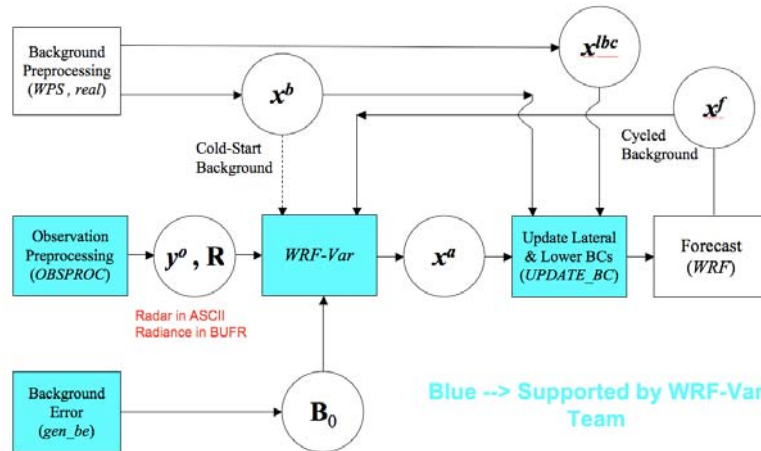 Background
Preprocessing
(WPS , real)
x^lbc
x^b
x^f
Cold-Start
Background
Cycled
Background
Observation
Preprocessing
(OBSPROC)
y^o , R
WRF-Var
x^a
Update Lateral
& Lower BCs
(UPDATE_BC)
Forecast
(WRF)
Radar in ASCII
Radiance in BUFR
Background
Error
(gen_be)
B₀
Blue --> Supported by WRF-Var
Team